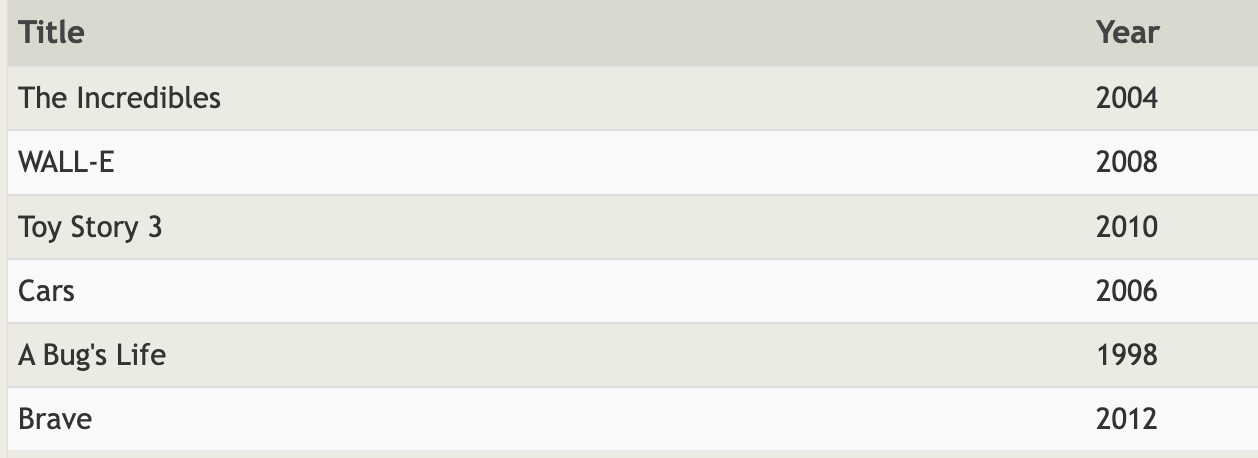 Title Year
The Incredibles 2004
WALL-E 2008
Toy Story 3 2010
Cars 2006
A Bug's Life 1998
Brave 2012